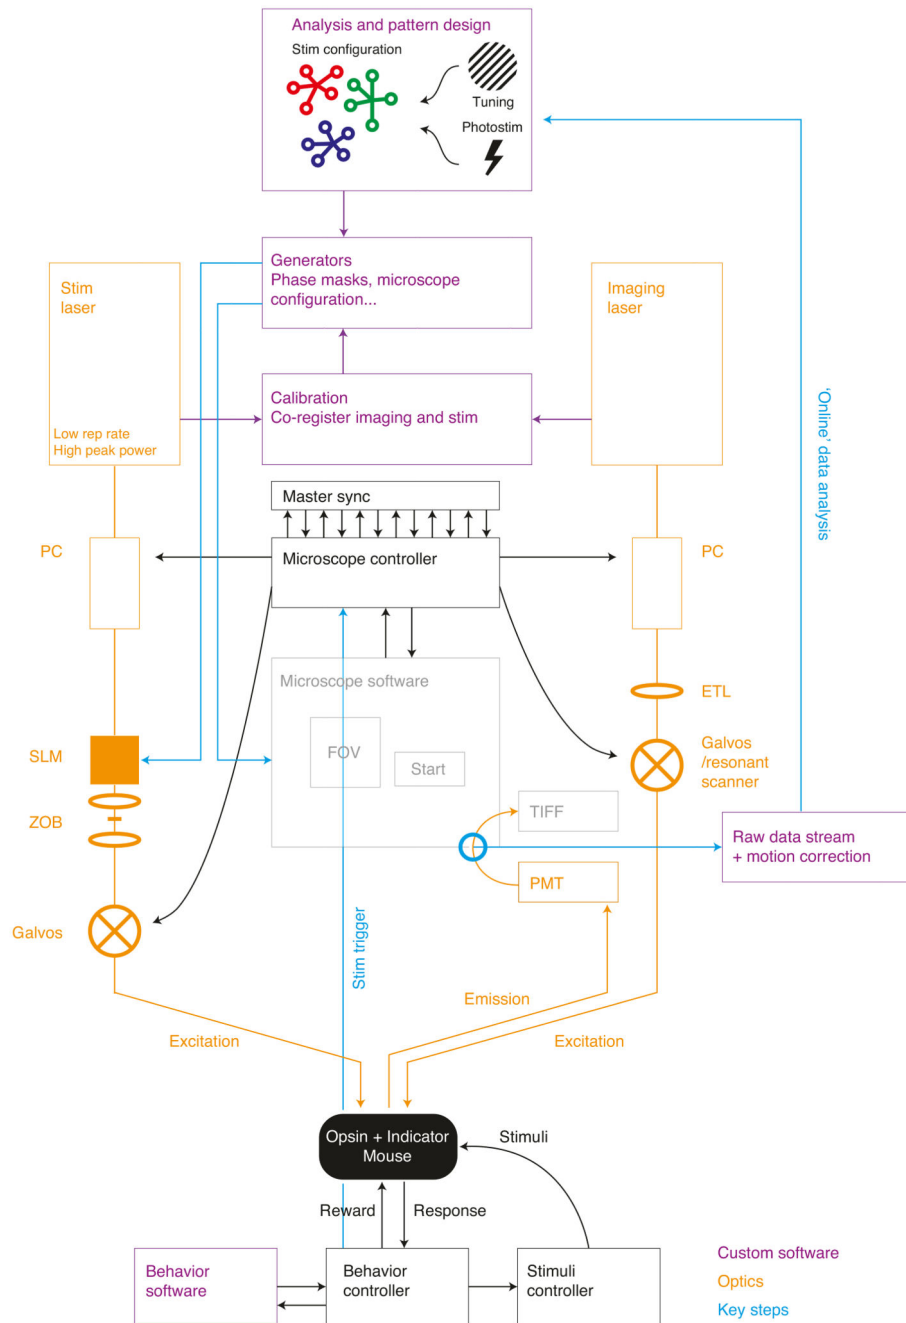 Analysis and pattern design
Stim configuration
Tuning
Photostim
Generators
Phase masks, microscope
configuration...
Stim
laser
Low rep rate
High peak power
Imaging
laser
Calibration
Co-register imaging and stim
'Online' data analysis
Master sync
Microscope controller
PC
PC
Microscope software
FOV
Start
TIFF
PMT
ETL
Galvos
/resonant
scanner
SLM
ZOB
Galvos
Raw data stream
+ motion correction
Stim trigger
Emission
Excitation
Excitation
Opsin + Indicator
Mouse
Stimuli
Reward
Response
Behavior
software
Behavior
controller
Stimuli
controller
Custom software
Optics
Key steps